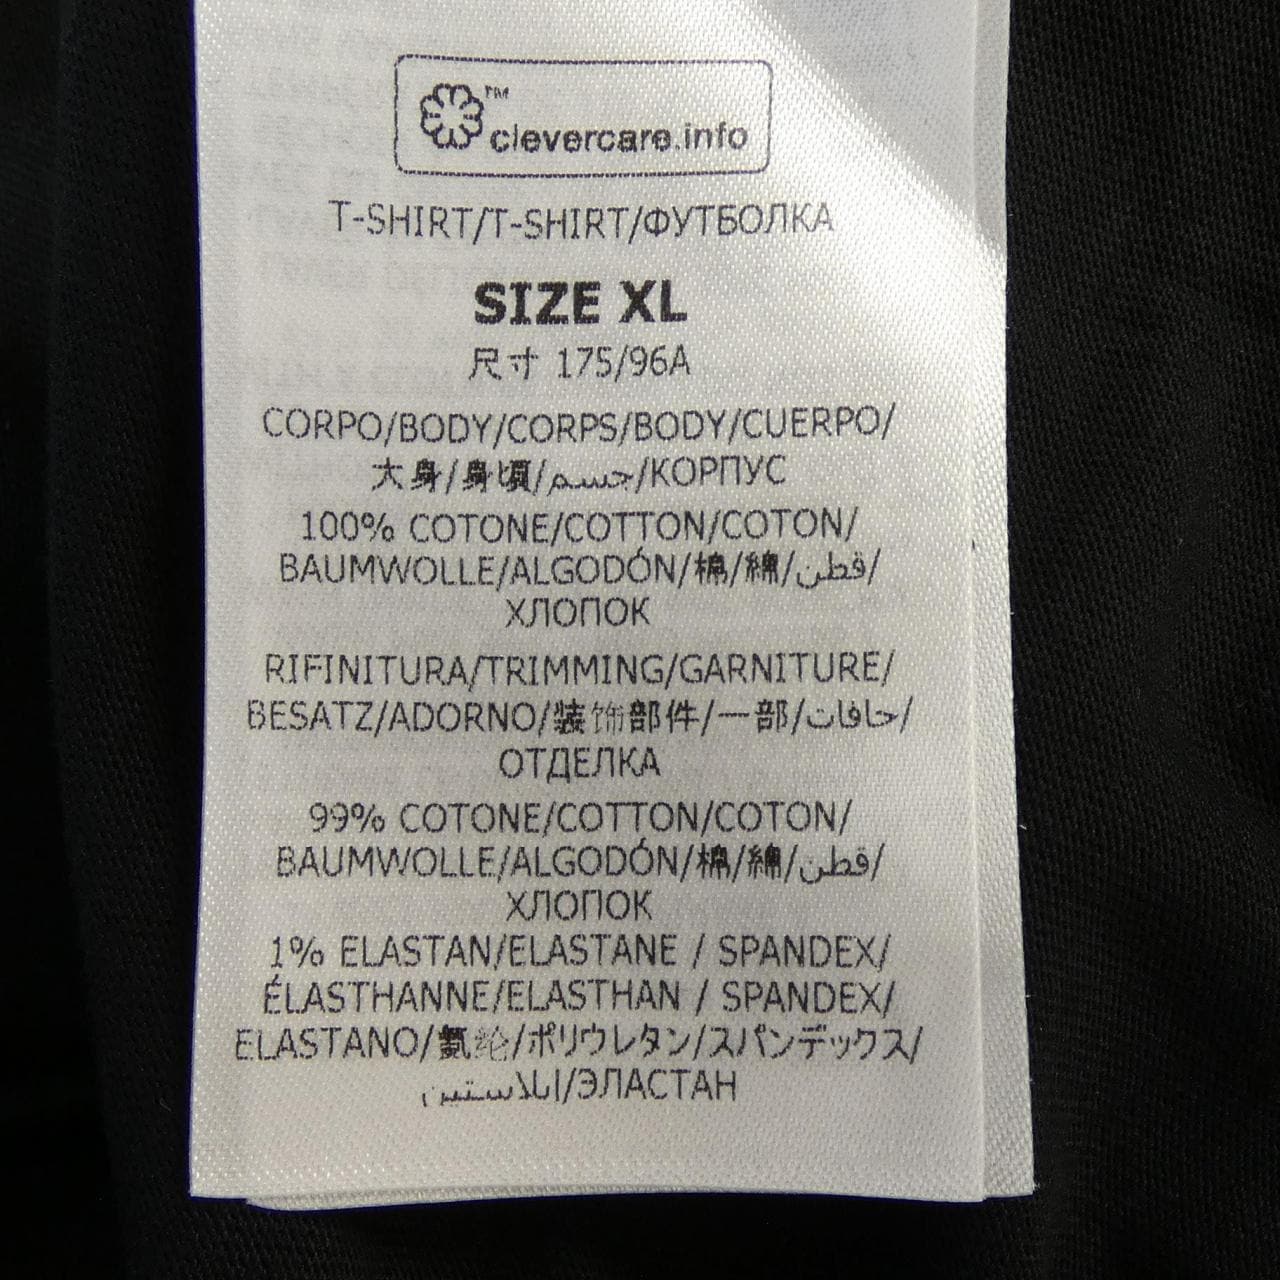 ™
clevercare.info
T-SHIRT/T-SHIRT/ФУТБОЛКА
SIZE XL
尺寸 175/96A
CORPO/BODY/CORPS/BODY/CUERPO/
大身/身頃/جسم/КОРПУС
100% COTONE/COTTON/COTON/
BAUMWOLLE/ALGODÓN/棉/綿/قطن/
ХЛОПОК
RIFINITURA/TRIMMING/GARNITURE/
BESATZ/ADORNO/装饰部件/一部/حافات/
ОТДЕЛКА
99% COTONE/COTTON/COTON/
BAUMWOLLE/ALGODÓN/棉/綿/قطن/
ХЛОПОК
1% ELASTAN/ELASTANE / SPANDEX/
ÉLASTHANNE/ELASTHAN / SPANDEX/
ELASTANO/氨纶/ポリウレタン/スパンデックス/
ايلاستين/ЭЛАСТАН